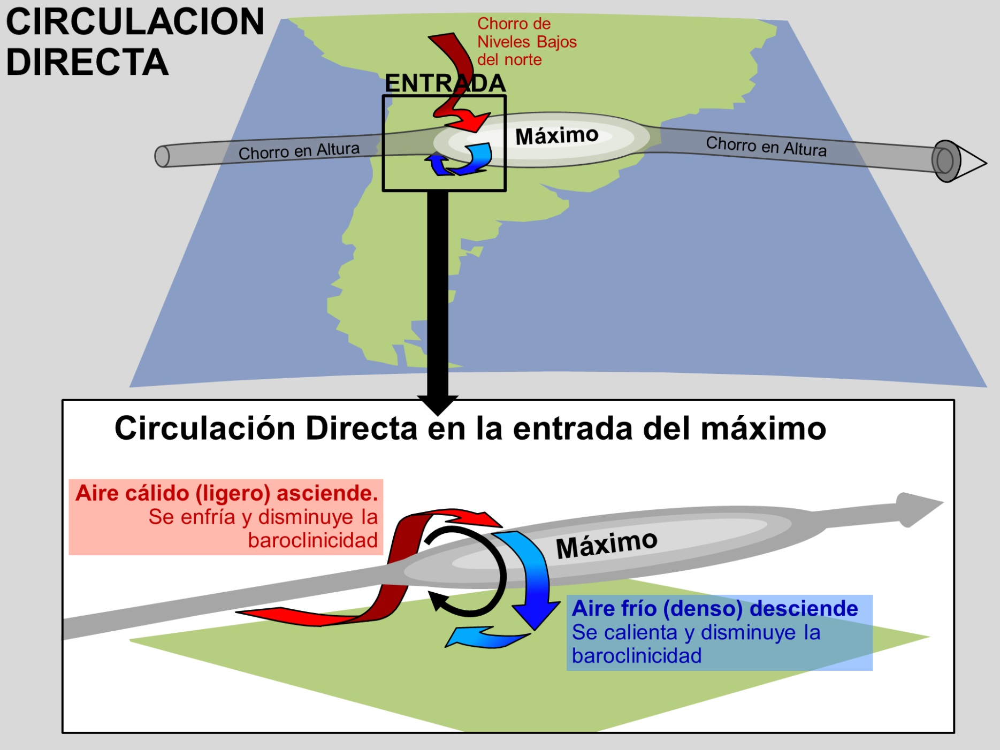 CIRCULACION
DIRECTA
Chorro de
Niveles Bajos
del norte
ENTRADA
Máximo
Chorro en Altura
Chorro en Altura
Circulación Directa en la entrada del máximo
Aire cálido (ligero) asciende.
Se enfría y disminuye la
baroclinicidad
Máximo
Aire frío (denso) desciende
Se calienta y disminuye la
baroclinicidad